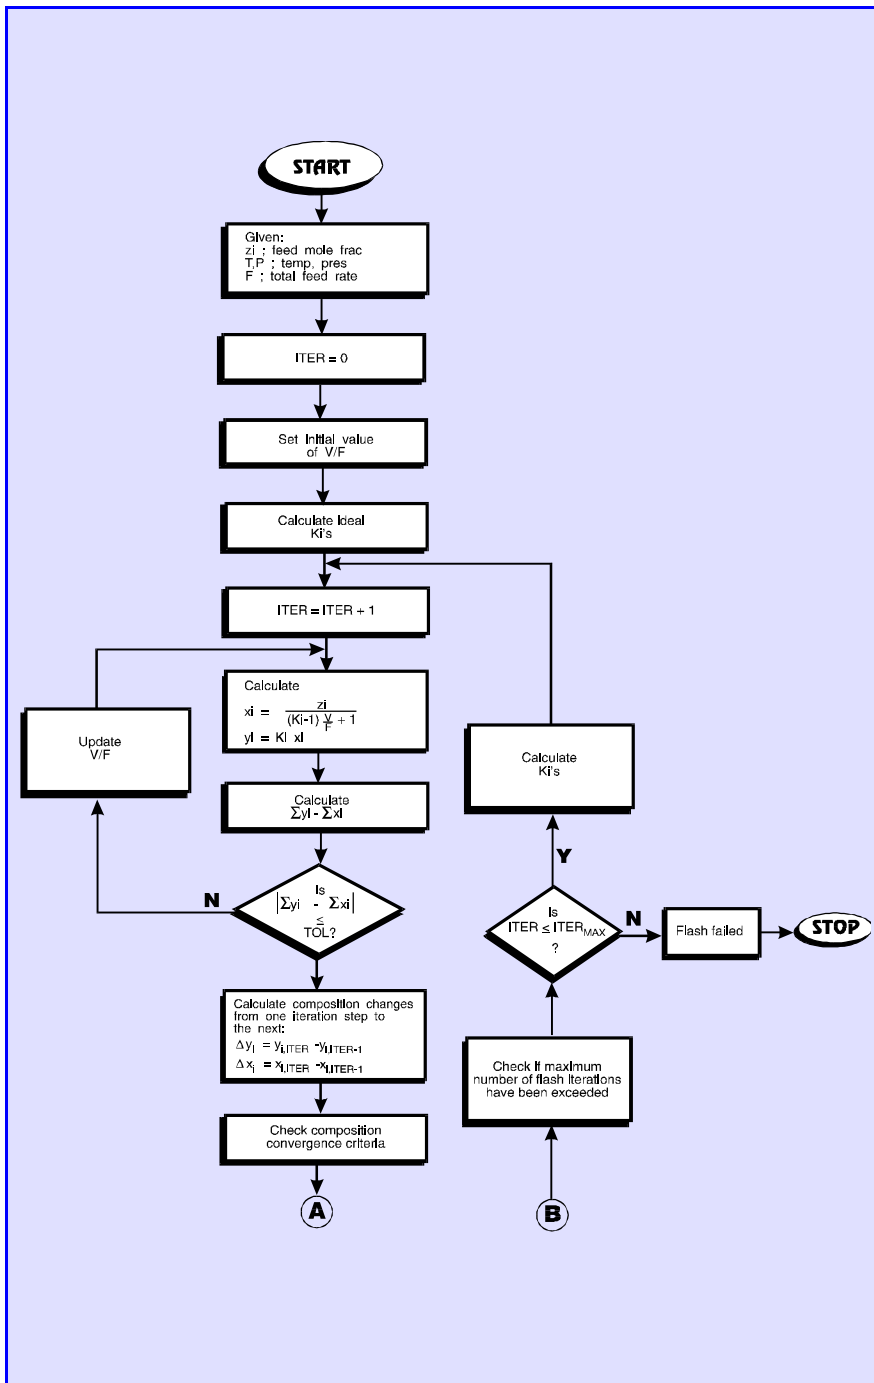 START
Given:
zi ; feed mole frac
T,P ; temp, pres
F ; total feed rate
ITER = 0
Set initial value
of V/F
Calculate ideal
Ki's
ITER = ITER + 1
Calculate
xi = zi / (Ki-1) V/F + 1
yi = Ki xi
Update
V/F
Calculate
Σyi - Σxi
Is
|Σyi - Σxi|
≤
TOL?
N
Calculate composition changes
from one iteration step to
the next:
Δyi = yi,ITER -yi,ITER-1
Δxi = xi,ITER -xi,ITER-1
Check composition
convergence criteria
A
Calculate
Ki's
Y
Is
ITER ≤ ITERMAX
?
N
Flash failed
STOP
Check if maximum
number of flash iterations
have been exceeded
B